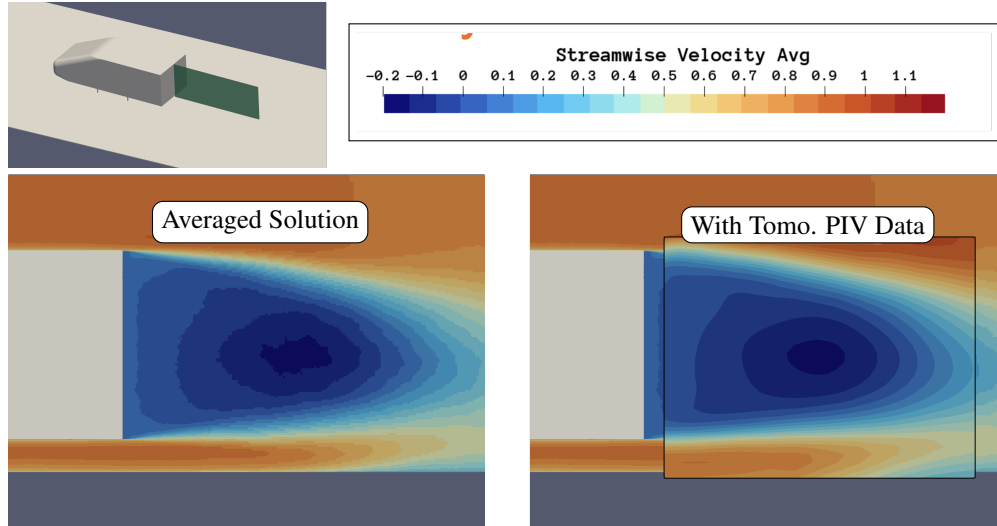 Streamwise Velocity Avg
-0.2 -0.1 0 0.1 0.2 0.3 0.4 0.5 0.6 0.7 0.8 0.9 1 1.1
Averaged Solution
With Tomo. PIV Data